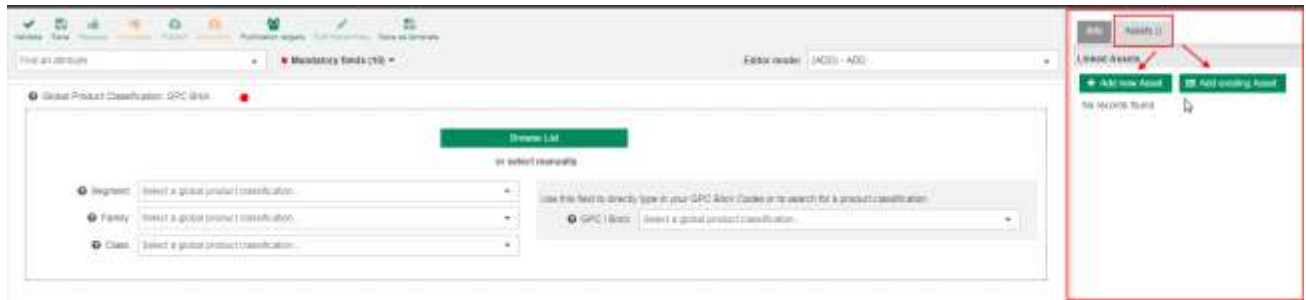 Validate Save Publication targets Save as template
Find an attribute
Mandatory fields (10)
Editor mode: (ADD) - ADD
Global Product Classification: GPC Brick
Browse List
or select manually
Segment: Select a global product classification...
Family: Select a global product classification...
Class: Select a global product classification...
Use this field to directly type in your GPC Brick Codes or to search for a product classification
GPC \ Brick: Select a global product classification...
Info Assets ()
Linked Assets
+ Add new Asset Add existing Asset
No records found